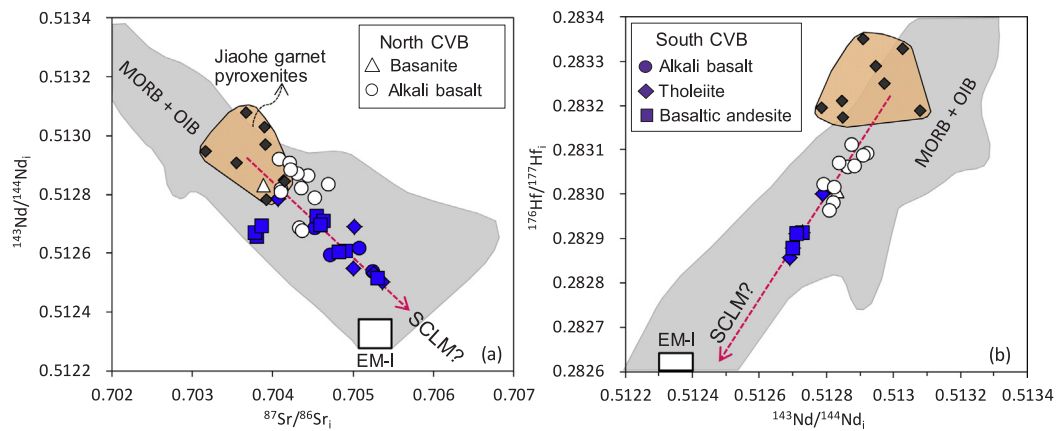 0.5134
0.5132
0.5130
0.5128
0.5126
0.5124
0.5122
¹⁴³Nd/¹⁴⁴Ndᵢ
0.702
0.703
0.704
0.705
0.706
0.707
⁸⁷Sr/⁸⁶Srᵢ
MORB + OIB
Jiaohe garnet
pyroxenites
North CVB
Basanite
Alkali basalt
SCLM?
EM-I
(a)
0.2834
0.2833
0.2832
0.2831
0.2830
0.2829
0.2828
0.2827
0.2826
¹⁷⁶Hf/¹⁷⁷Hfᵢ
0.5122
0.5124
0.5126
0.5128
0.513
0.5132
0.5134
¹⁴³Nd/¹⁴⁴Ndᵢ
South CVB
Alkali basalt
Tholeiite
Basaltic andesite
MORB + OIB
SCLM?
EM-I
(b)